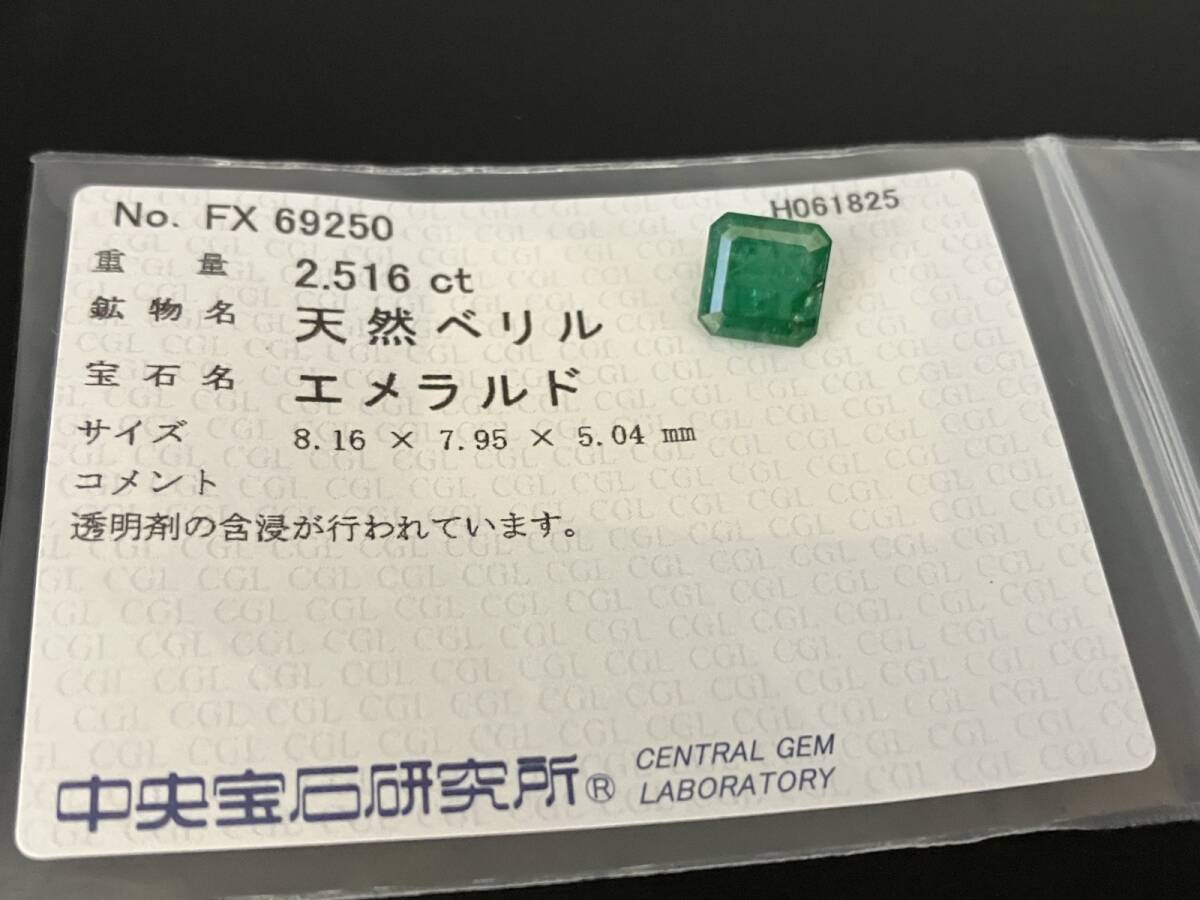 No. FX 69250
H061825
重量 2.516 ct
鉱物名 天然ベリル
宝石名 エメラルド
サイズ 8.16 × 7.95 × 5.04 mm
コメント
透明剤の含浸が行われています。
中央宝石研究所® CENTRAL GEM
LABORATORY